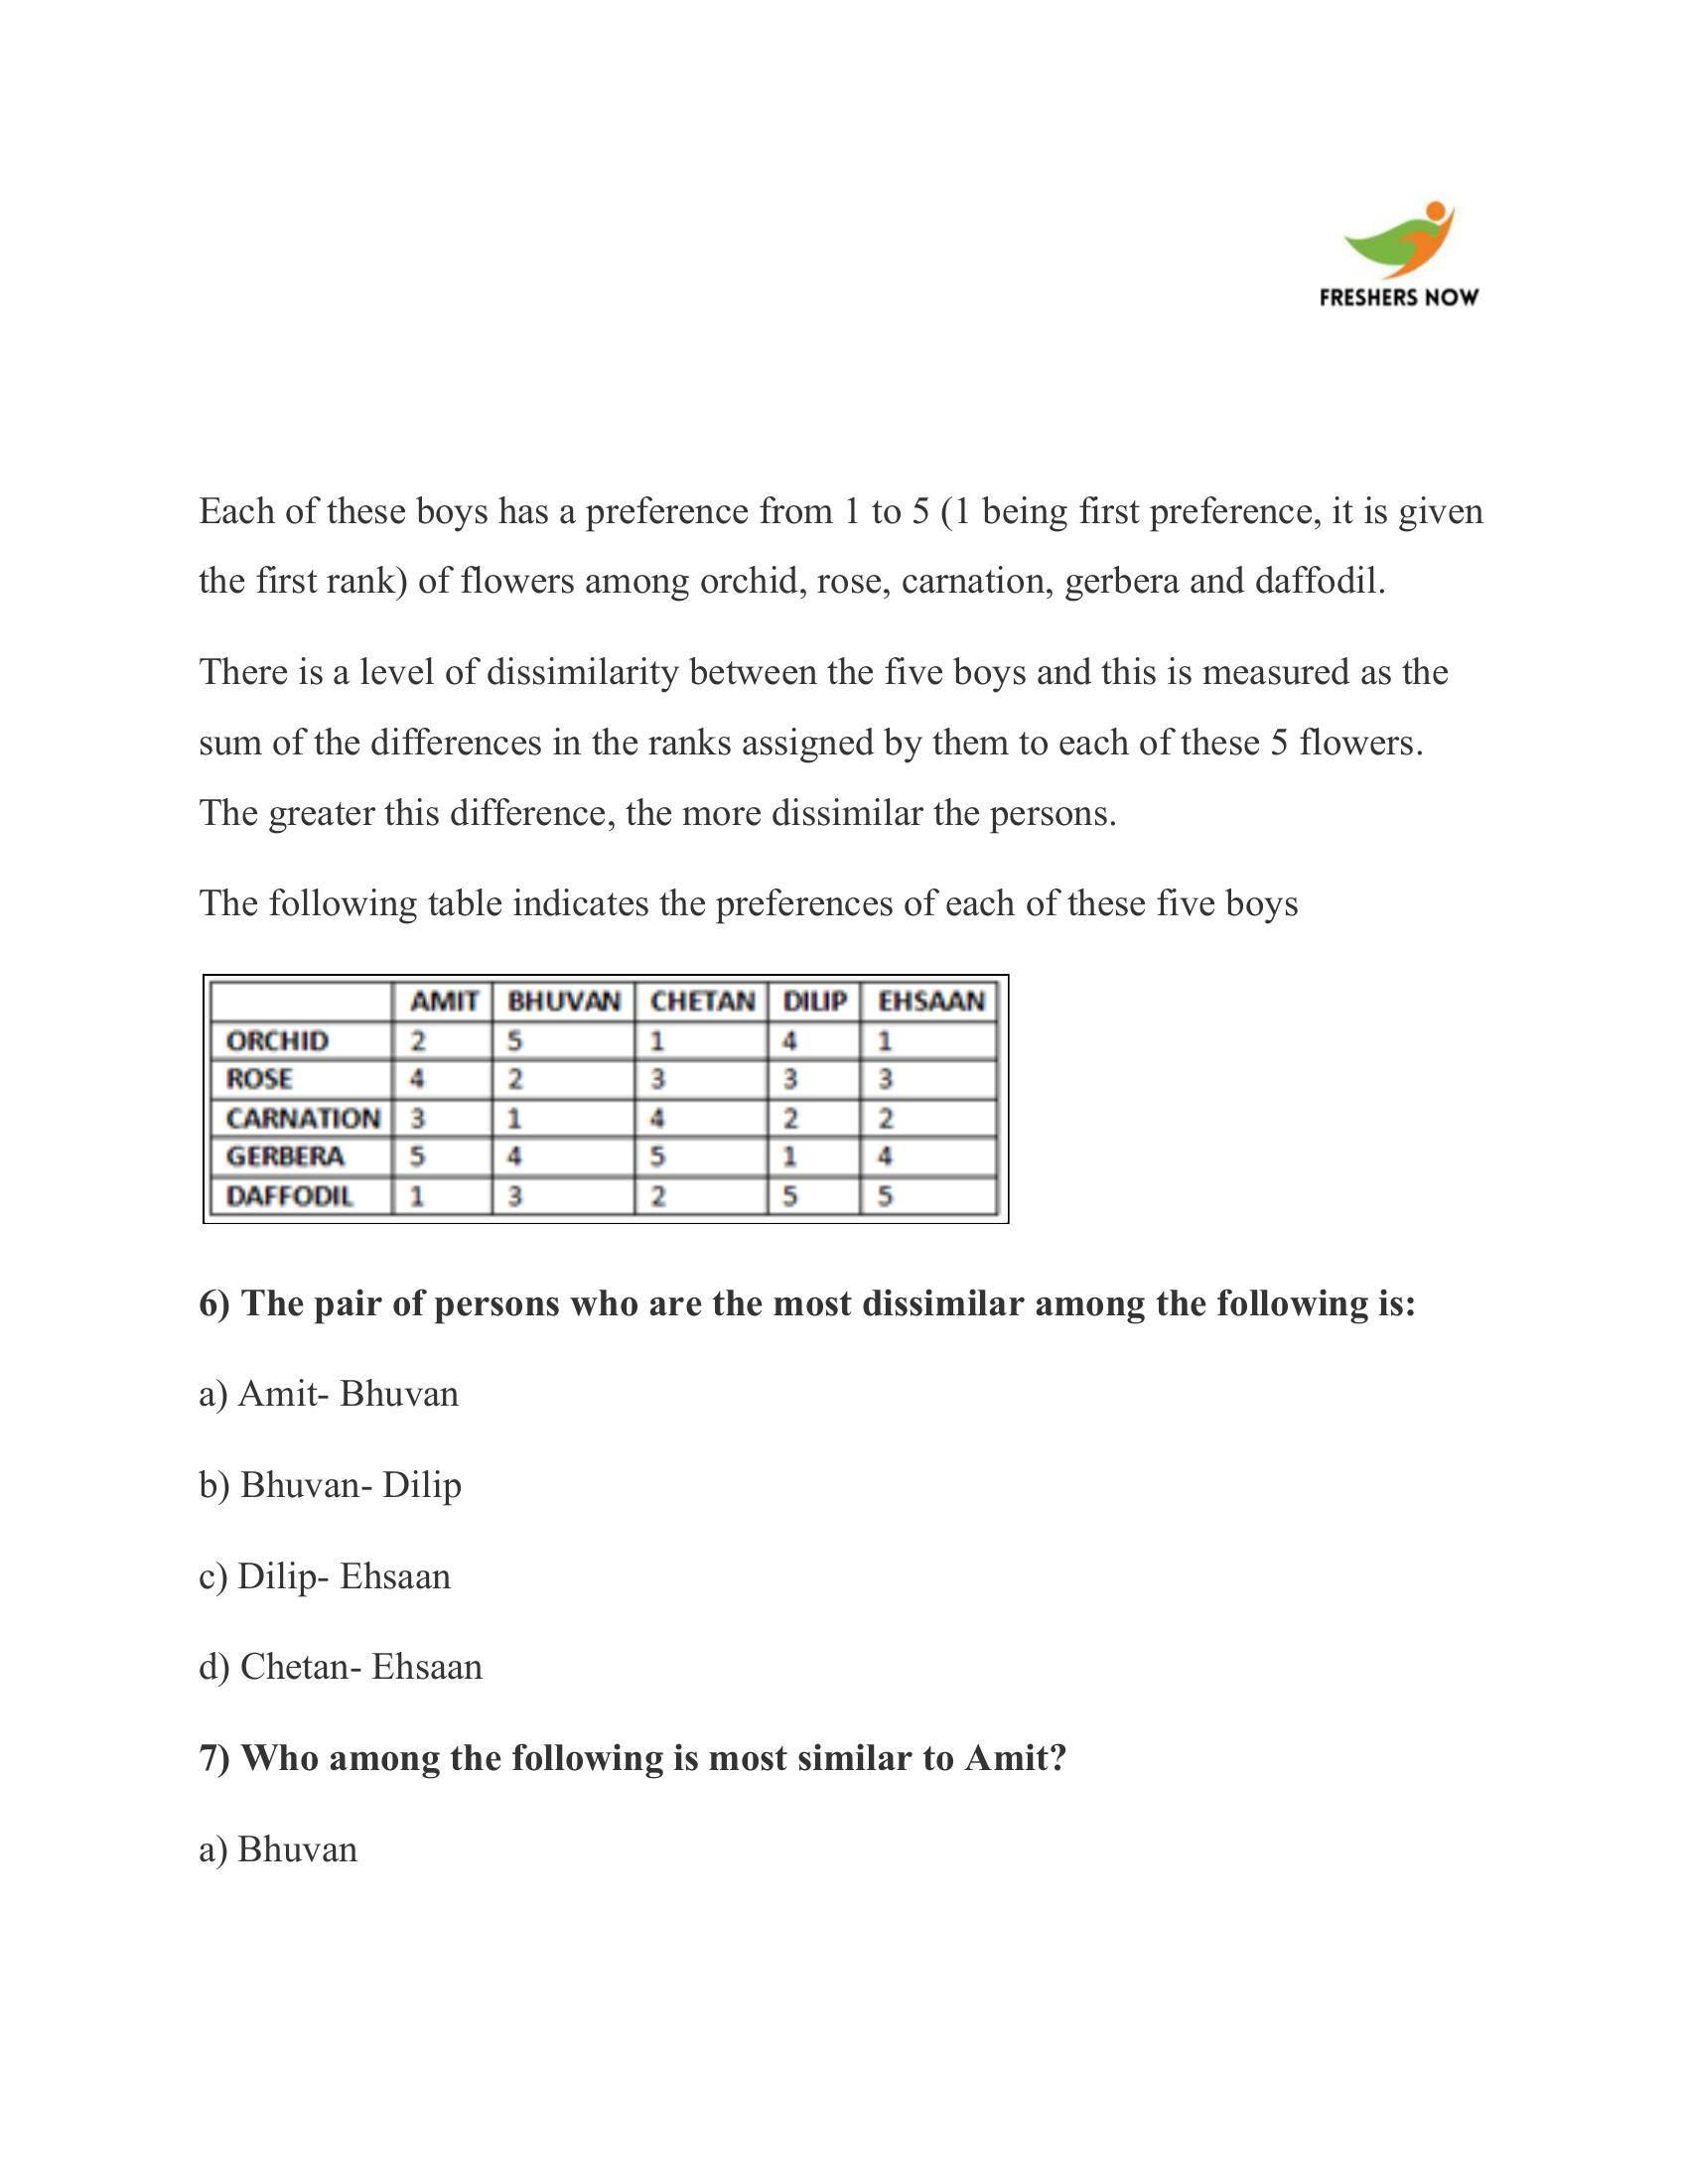 FRESHERS NOW
Each of these boys has a preference from 1 to 5 (1 being first preference, it is given
the first rank) of flowers among orchid, rose, carnation, gerbera and daffodil.
There is a level of dissimilarity between the five boys and this is measured as the
sum of the differences in the ranks assigned by them to each of these 5 flowers.
The greater this difference, the more dissimilar the persons.
The following table indicates the preferences of each of these five boys
AMIT BHUVAN CHETAN DILIP EHSAAN
ORCHID 2 5 1 4 1
ROSE 4 2 3 3 3
CARNATION 3 1 4 2 2
GERBERA 5 4 5 1 4
DAFFODIL 1 3 2 5 5
6) The pair of persons who are the most dissimilar among the following is:
a) Amit- Bhuvan
b) Bhuvan- Dilip
c) Dilip- Ehsaan
d) Chetan- Ehsaan
7) Who among the following is most similar to Amit?
a) Bhuvan